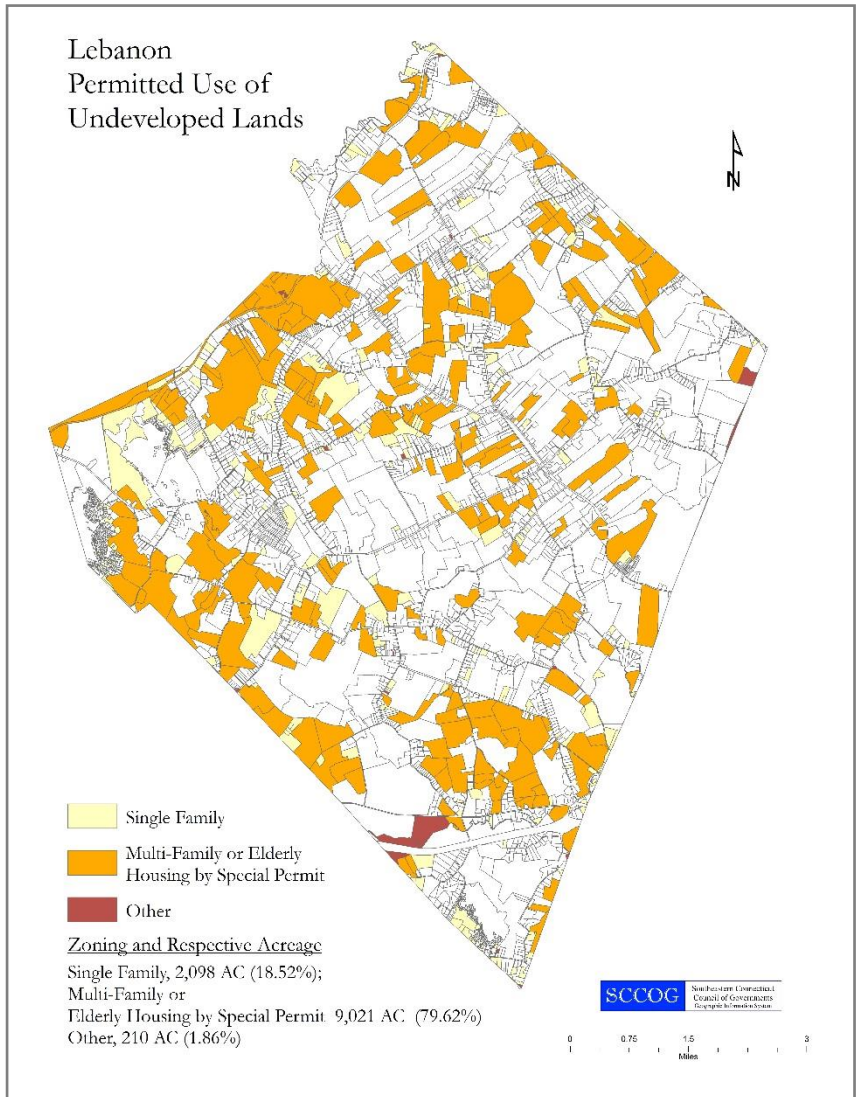 Lebanon
Permitted Use of
Undeveloped Lands
N
Single Family
Multi-Family or Elderly
Housing by Special Permit
Other
Zoning and Respective Acreage
Single Family, 2,098 AC (18.52%);
Multi-Family or
Elderly Housing by Special Permit 9,021 AC (79.62%)
Other, 210 AC (1.86%)
SCCOG
Southeastern Connecticut
Council of Governments
Geographic Information System
0 0.75 1.5 3
Miles